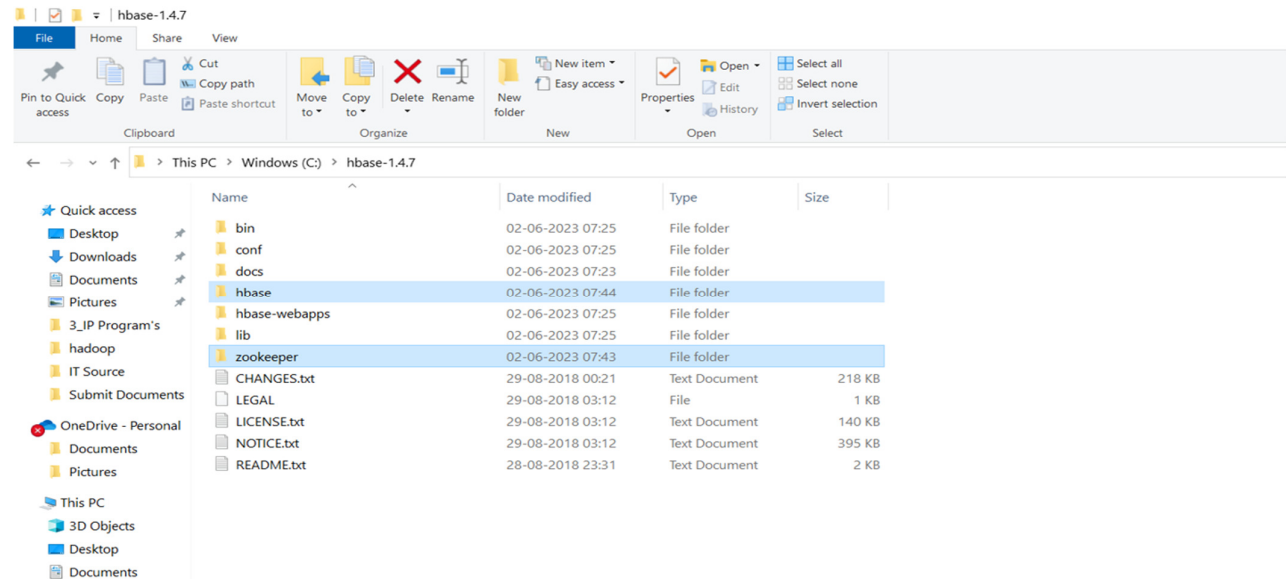 hbase-1.4.7
File Home Share View
Pin to Quick access
Copy
Paste
Cut
Copy path
Paste shortcut
Clipboard
Move to
Copy to
Delete
Rename
Organize
New folder
New item
Easy access
New
Properties
Open
Edit
History
Open
Select all
Select none
Invert selection
Select
This PC > Windows (C:) > hbase-1.4.7
Quick access
Desktop
Downloads
Documents
Pictures
3_IP Program's
hadoop
IT Source
Submit Documents
OneDrive - Personal
Documents
Pictures
This PC
3D Objects
Desktop
Documents
Name Date modified Type Size
bin 02-06-2023 07:25 File folder
conf 02-06-2023 07:25 File folder
docs 02-06-2023 07:23 File folder
hbase 02-06-2023 07:44 File folder
hbase-webapps 02-06-2023 07:25 File folder
lib 02-06-2023 07:25 File folder
zookeeper 02-06-2023 07:43 File folder
CHANGES.txt 29-08-2018 00:21 Text Document 218 KB
LEGAL 29-08-2018 03:12 File 1 KB
LICENSE.txt 29-08-2018 03:12 Text Document 140 KB
NOTICE.txt 29-08-2018 03:12 Text Document 395 KB
README.txt 28-08-2018 23:31 Text Document 2 KB